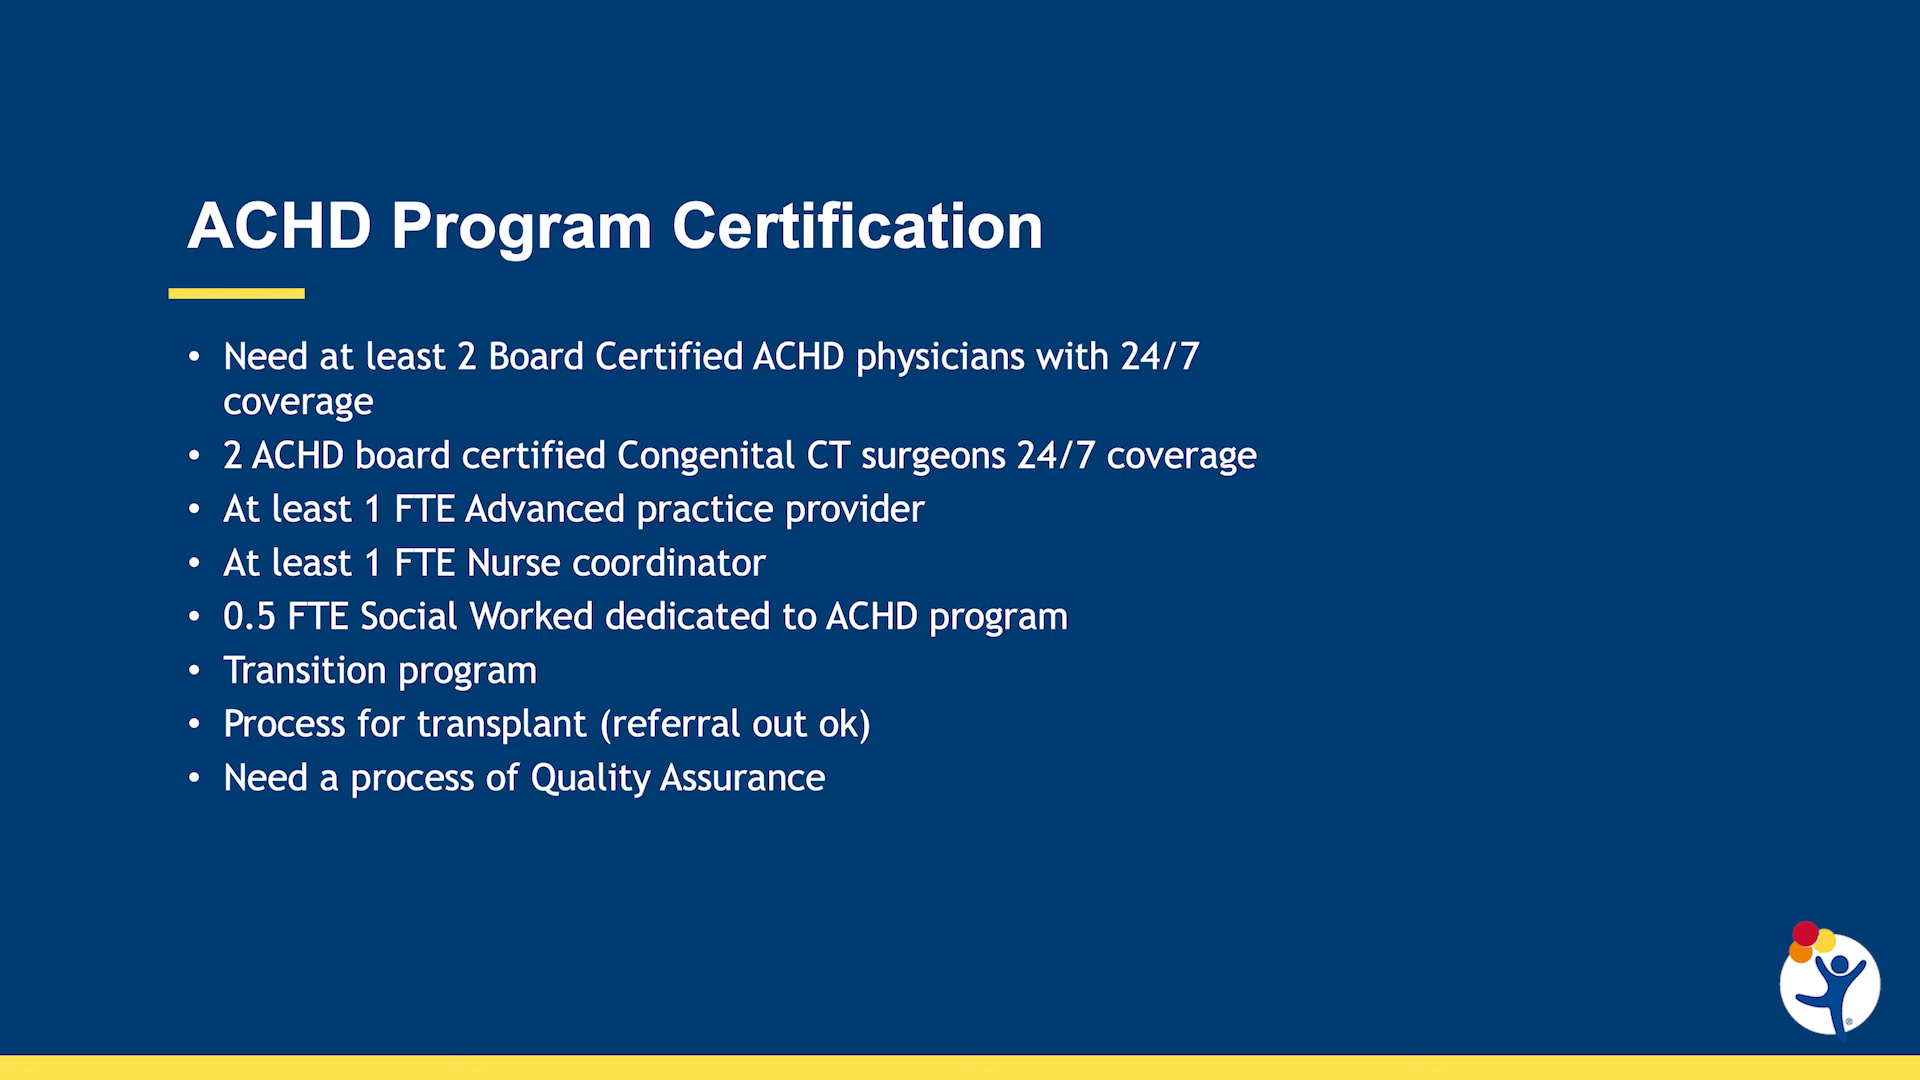 ACHD Program Certification
• Need at least 2 Board Certified ACHD physicians with 24/7
coverage
• 2 ACHD board certified Congenital CT surgeons 24/7 coverage
• At least 1 FTE Advanced practice provider
• At least 1 FTE Nurse coordinator
• 0.5 FTE Social Worked dedicated to ACHD program
• Transition program
• Process for transplant (referral out ok)
• Need a process of Quality Assurance
®